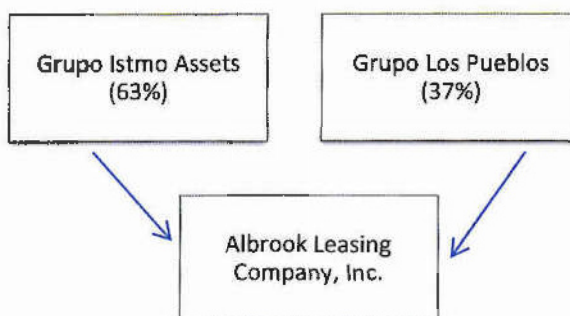 Grupo Istmo Assets
(63%)
Grupo Los Pueblos
(37%)
Albrook Leasing
Company, Inc.